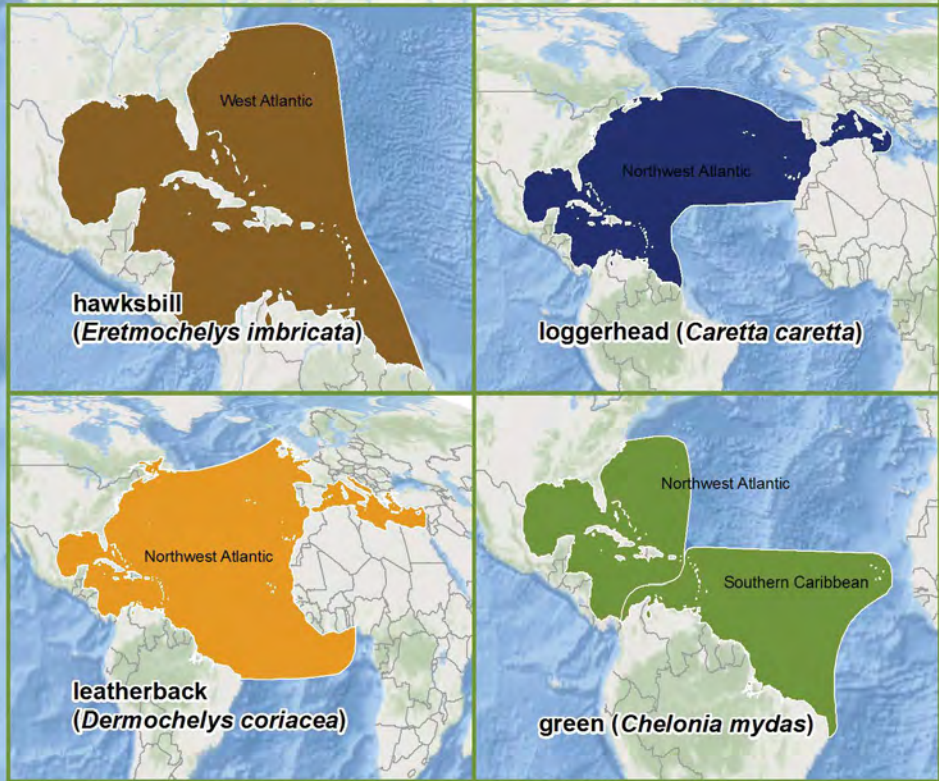 West Atlantic
hawksbill
(Eretmochelys imbricata)
Northwest Atlantic
loggerhead (Caretta caretta)
Northwest Atlantic
leatherback
(Dermochelys coriacea)
Northwest Atlantic
Southern Caribbean
green (Chelonia mydas)